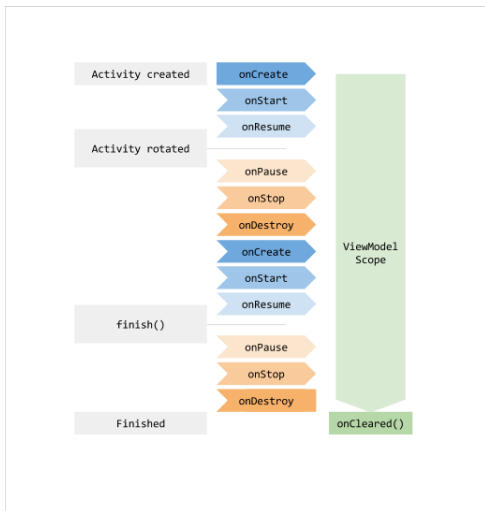 Activity created
onCreate
onStart
onResume
Activity rotated
onPause
onStop
onDestroy
onCreate
onStart
onResume
finish()
onPause
onStop
onDestroy
Finished
ViewModel
Scope
onCleared()